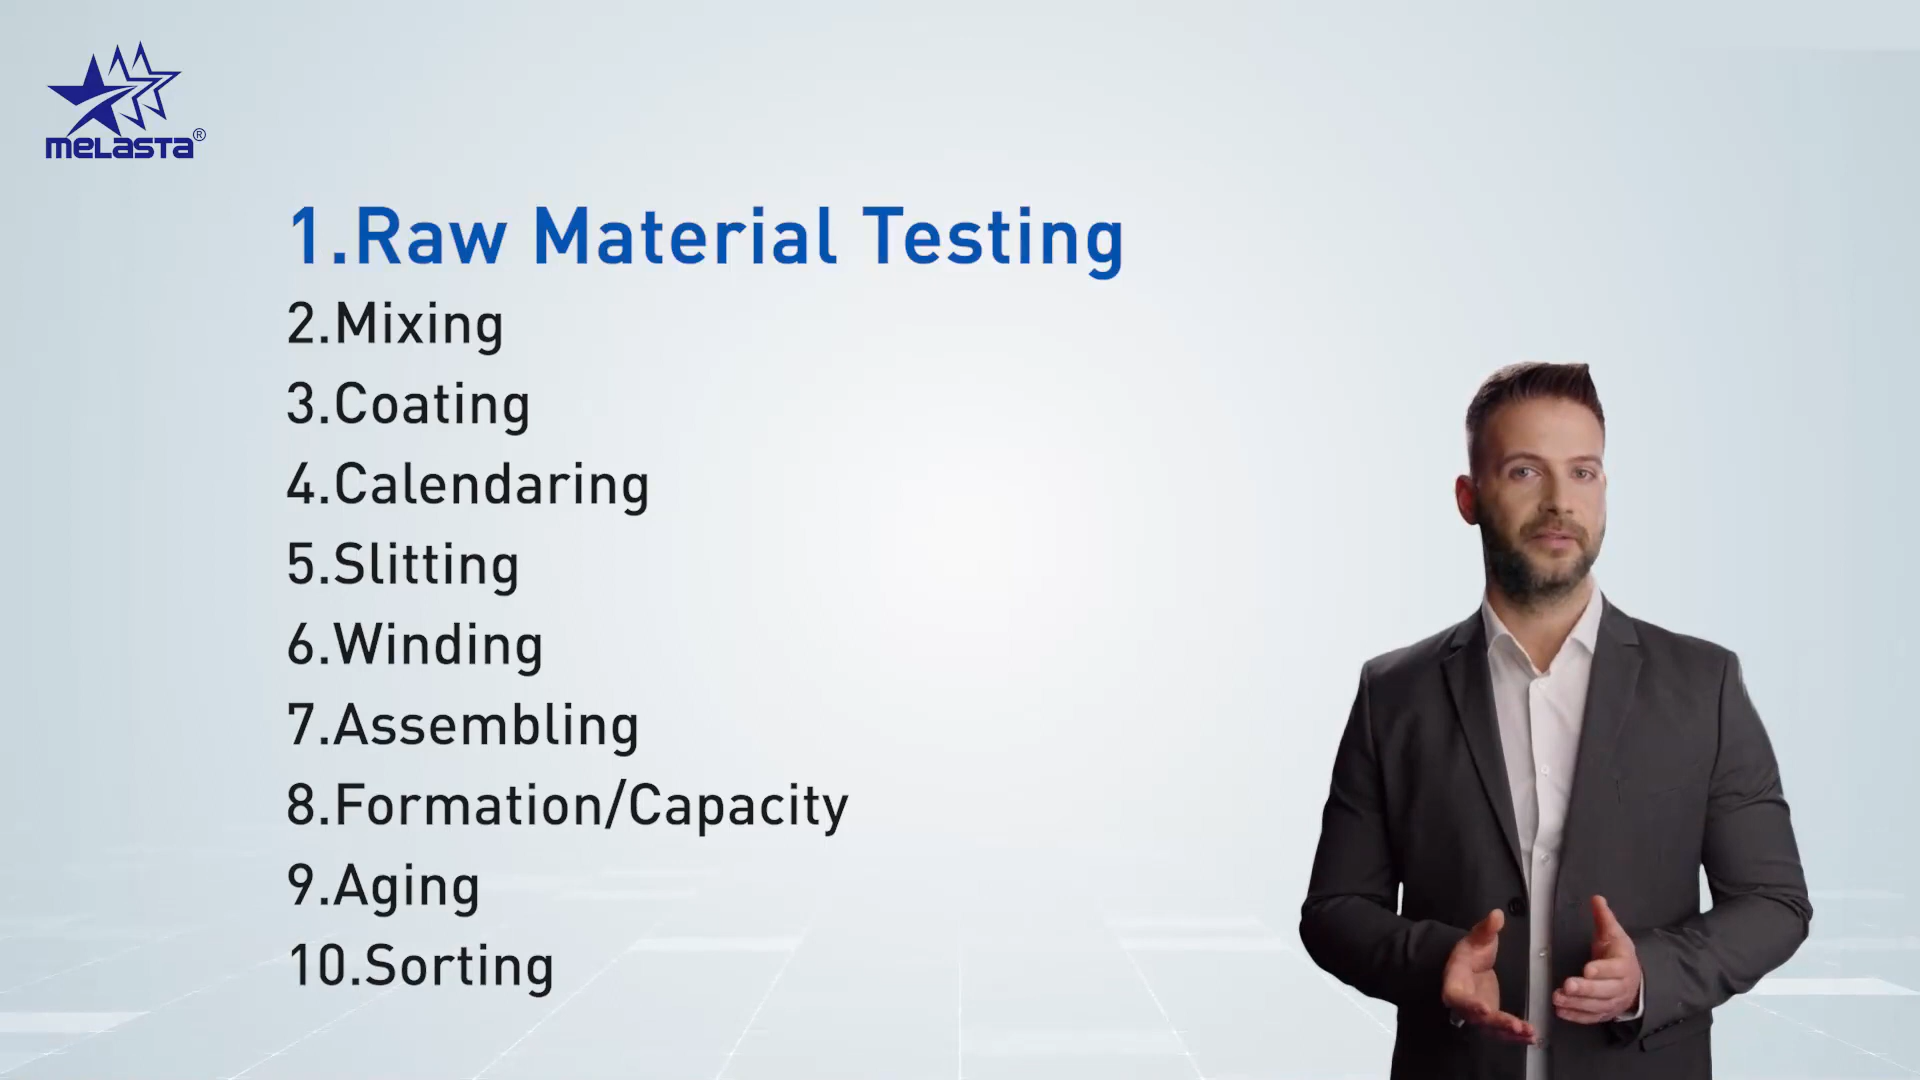 MELASTA®
1.Raw Material Testing
2.Mixing
3.Coating
4.Calendaring
5.Slitting
6.Winding
7.Assembling
8.Formation/Capacity
9.Aging
10.Sorting